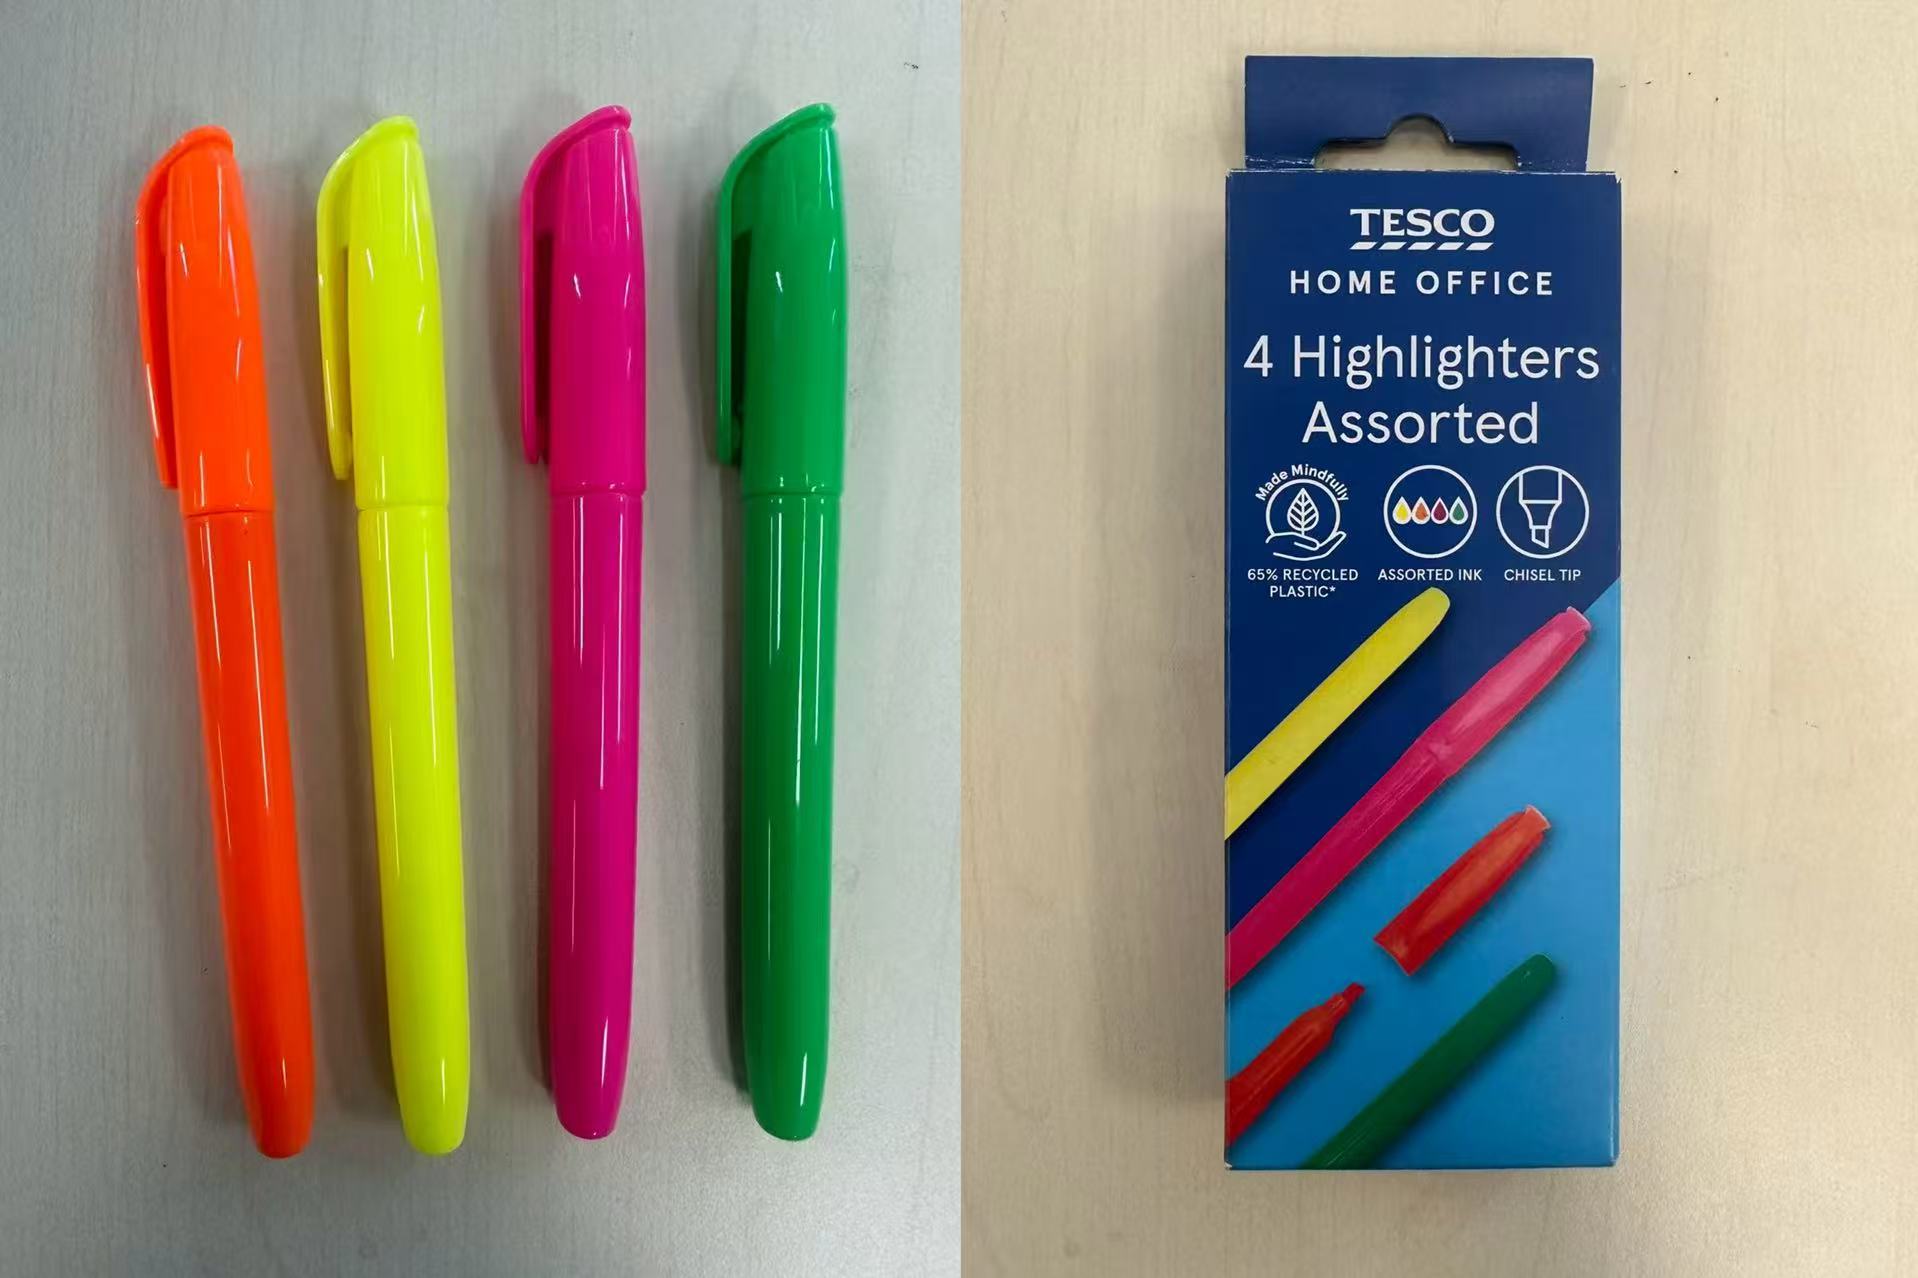 TESCO
HOME OFFICE
4 Highlighters
Assorted
Made Mindfully
65% RECYCLED
PLASTIC*
ASSORTED INK
CHISEL TIP